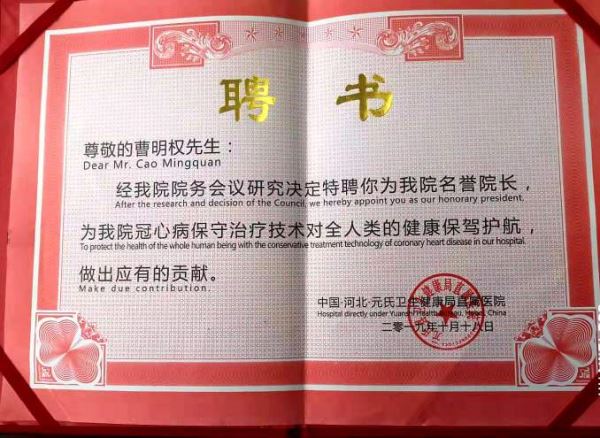 聘 书
尊敬的曹明权先生：
Dear Mr. Cao Mingquan
经我院院务会议研究决定特聘你为我院名誉院长，
After the research and decision of the Council, we hereby appoint you as our honorary president,
为我院冠心病保守治疗技术对全人类的健康保驾护航，
To protect the health of the whole human being with the conservative treatment technology of coronary heart disease in our hospital.
做出应有的贡献。
Make due contribution.
中国·河北·元氏卫生健康局直属医院
Hospital directly under Yuanshi Health Bureau, Hebei, China
二零一九年十月十八日